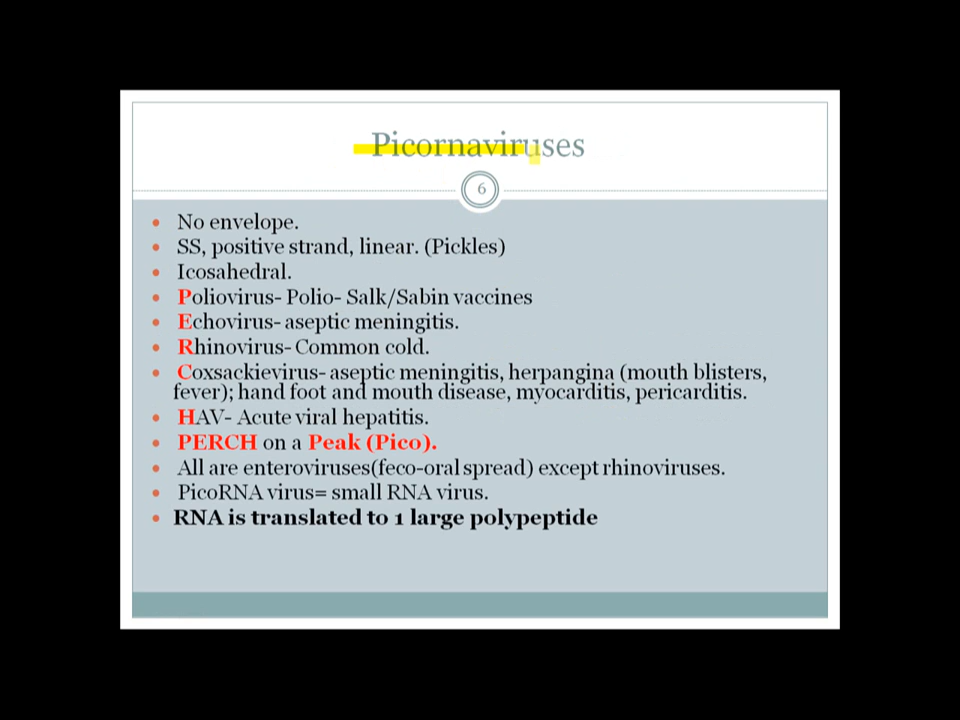 Picornaviruses
6
• No envelope.
• SS, positive strand, linear. (Pickles)
• Icosahedral.
• Poliovirus- Polio- Salk/Sabin vaccines
• Echovirus- aseptic meningitis.
• Rhinovirus- Common cold.
• Coxsackievirus- aseptic meningitis, herpangina (mouth blisters,
fever); hand foot and mouth disease, myocarditis, pericarditis.
• HAV- Acute viral hepatitis.
• PERCH on a Peak (Pico).
• All are enteroviruses(feco-oral spread) except rhinoviruses.
• PicoRNA virus= small RNA virus.
• RNA is translated to 1 large polypeptide